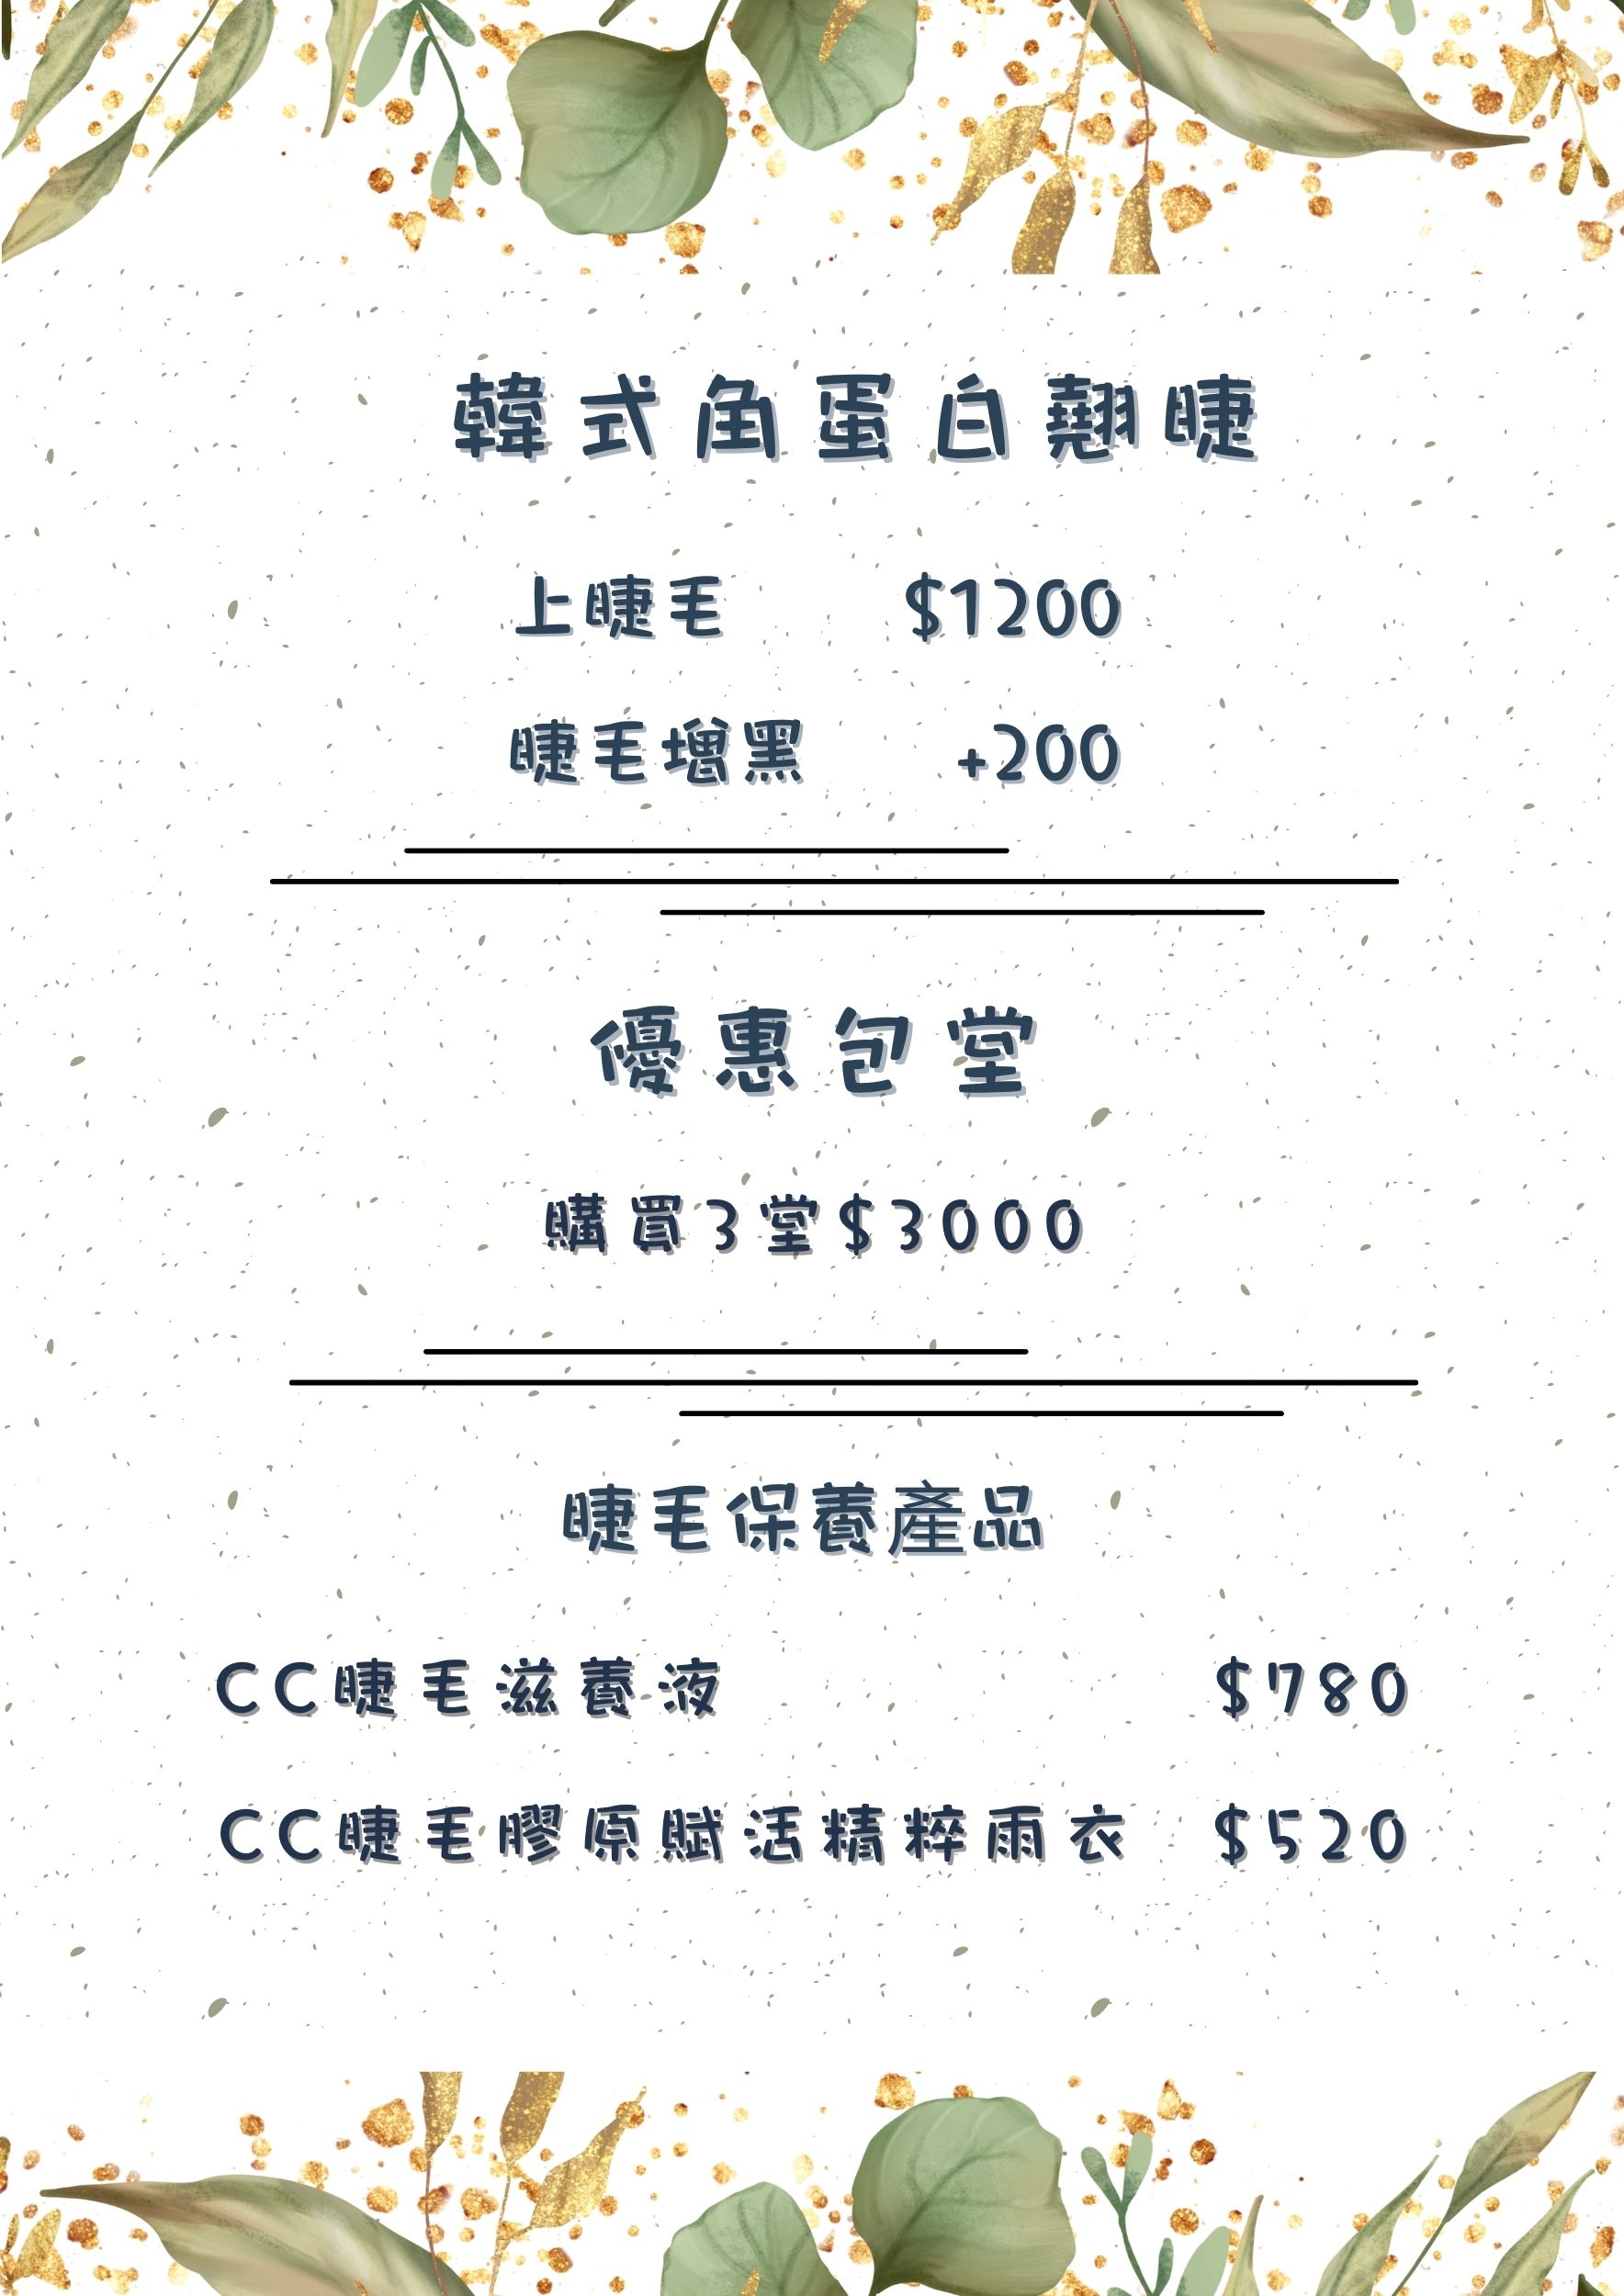 韓式角蛋白翹睫
上睫毛 $1200
睫毛增黑 +200
優惠包堂
購買3堂$3000
睫毛保養產品
CC睫毛滋養液 $780
CC睫毛膠原賦活精粹雨衣 $520